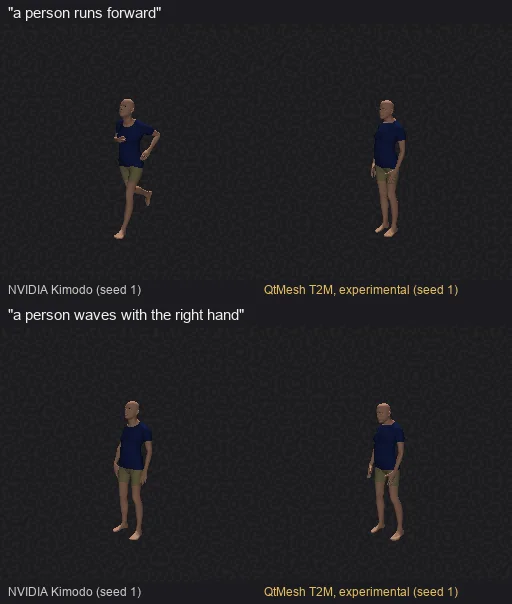 "a person runs forward"
NVIDIA Kimodo (seed 1)
QtMesh T2M, experimental (seed 1)
"a person waves with the right hand"
NVIDIA Kimodo (seed 1)
QtMesh T2M, experimental (seed 1)